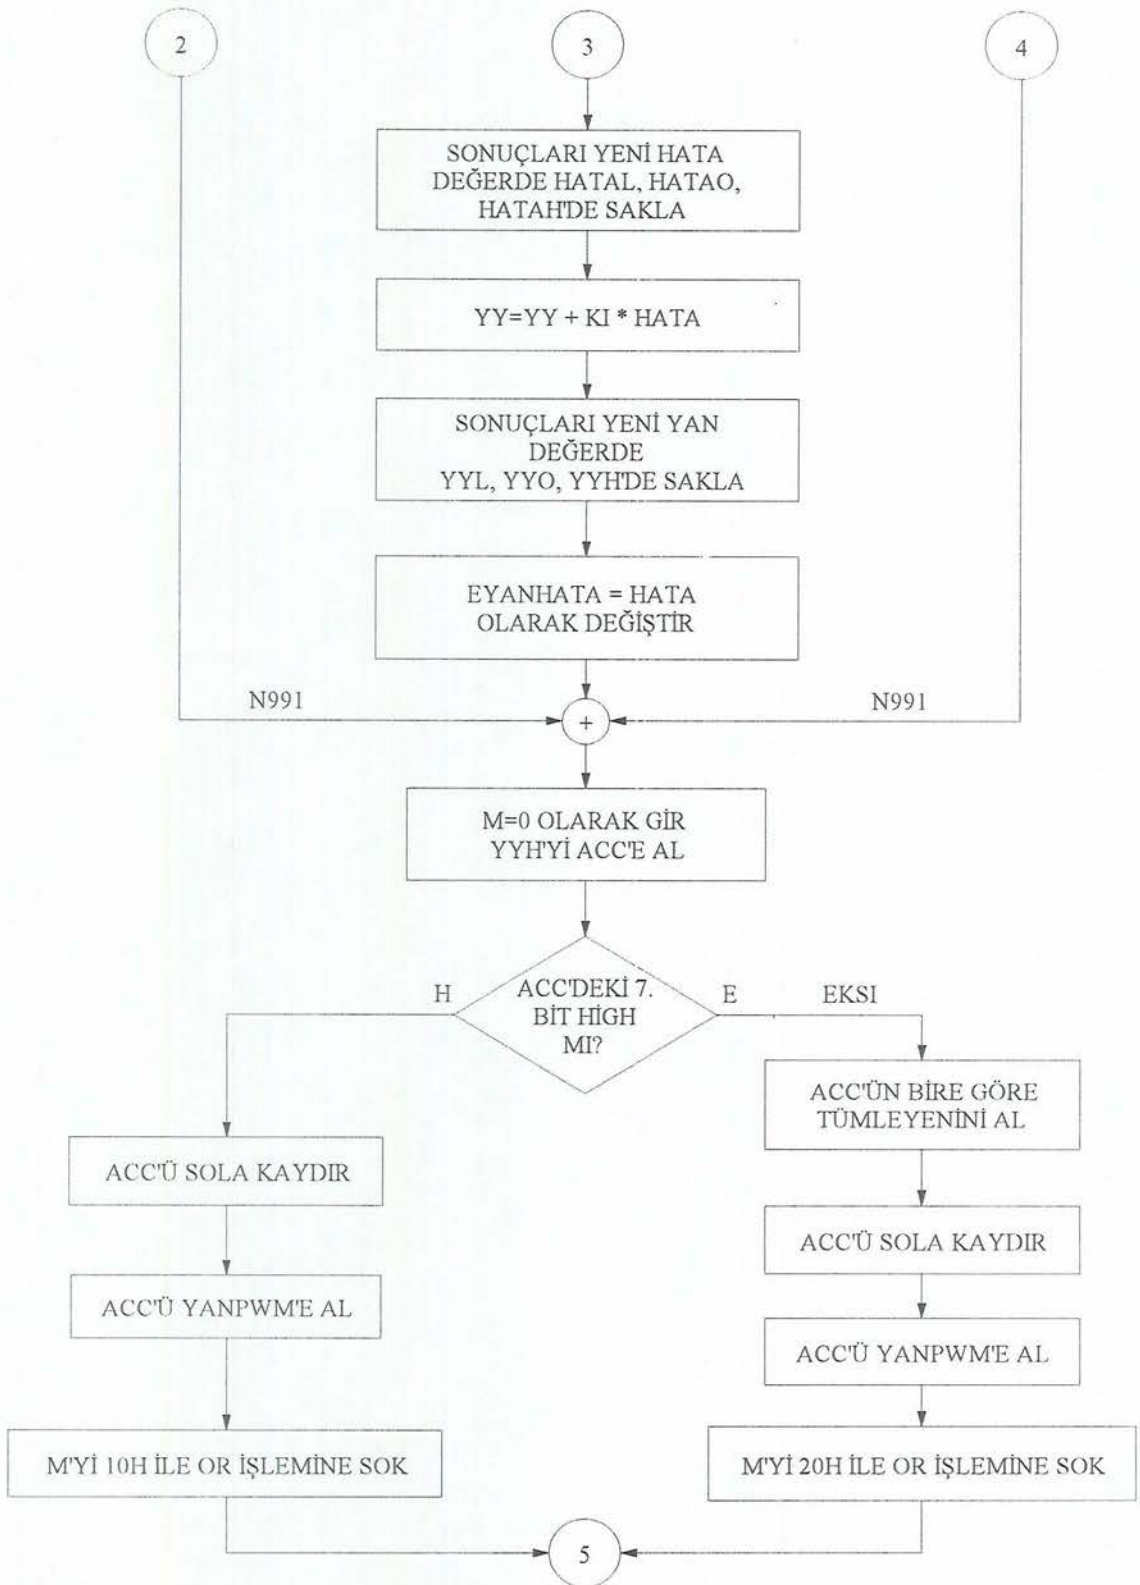 2
3
4
SONUÇLARI YENİ HATA
DEĞERDE HATAL, HATAO,
HATAH'DE SAKLA
YY=YY + KI * HATA
SONUÇLARI YENİ YAN
DEĞERDE
YYL, YYO, YYH'DE SAKLA
EYANHATA = HATA
OLARAK DEĞİŞTİR
N991
+
N991
M=0 OLARAK GİR
YYH'Yİ ACC'E AL
H
ACC'DEKİ 7.
BİT HİGH
MI?
E
EKSI
ACC'ÜN BİRE GÖRE
TÜMLEYENİNİ AL
ACC'Ü SOLA KAYDIR
ACC'Ü SOLA KAYDIR
ACC'Ü YANPWM'E AL
ACC'Ü YANPWM'E AL
M'Yİ 10H İLE OR İŞLEMİNE SOK
M'Yİ 20H İLE OR İŞLEMİNE SOK
5